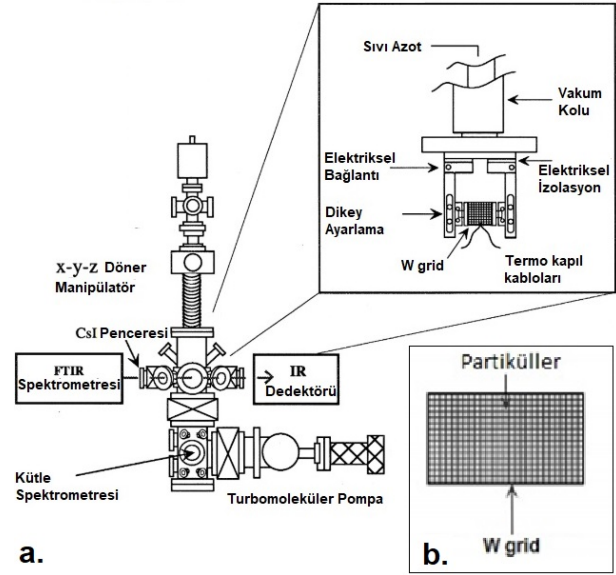 Sıvı Azot
Vakum
Kolu
Elektriksel
Bağlantı
Elektriksel
İzolasyon
Dikey
Ayarlama
W grid
Termo kapıl
kabloları
x-y-z Döner
Manipülatör
CsI Penceresi
FTIR
Spektrometresi
IR
Dedektörü
Kütle
Spektrometresi
Turbomoleküler Pompa
a.
Partiküller
W grid
b.